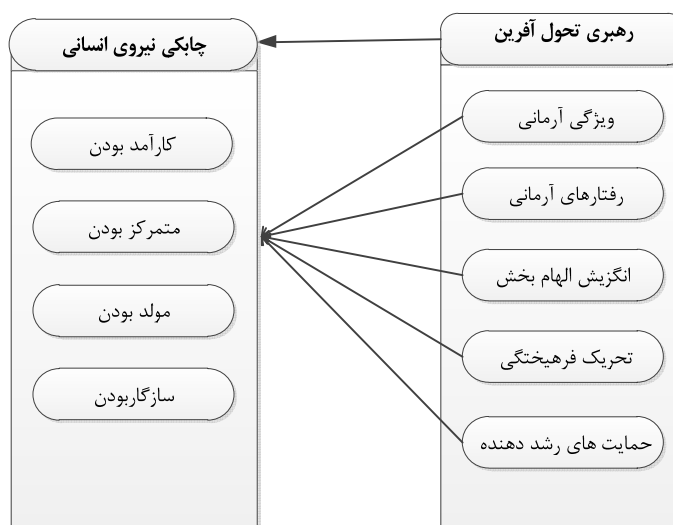 رهبری تحول آفرین
ویژگی آرمانی
رفتارهای آرمانی
انگزیش الهام بخش
تحریک فرهیختگی
حمایت های رشد دهنده
چابکی نیروی انسانی
کارآمد بودن
متمرکز بودن
مولد بودن
سازگاربودن